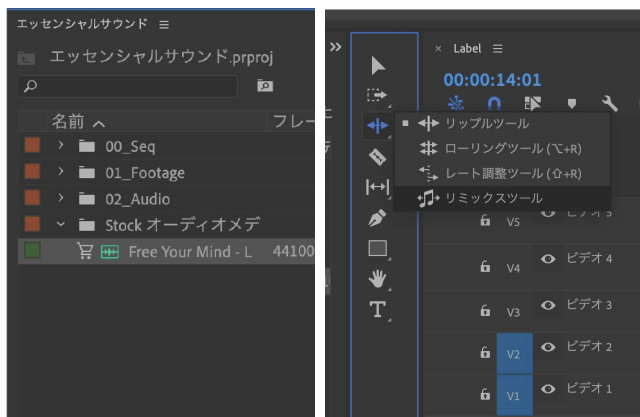 エッセンシャルサウンド
エッセンシャルサウンド.prproj
名前
フレー
00_Seq
01_Footage
02_Audio
Stock オーディオメデ
Free Your Mind - L
44100
× Label
00:00:14:01
リップルツール
ローリングツール (⌥+R)
レート調整ツール (⇧+R)
リミックスツール
V5
V4 ビデオ 4
V3 ビデオ 3
V2 ビデオ 2
V1 ビデオ 1